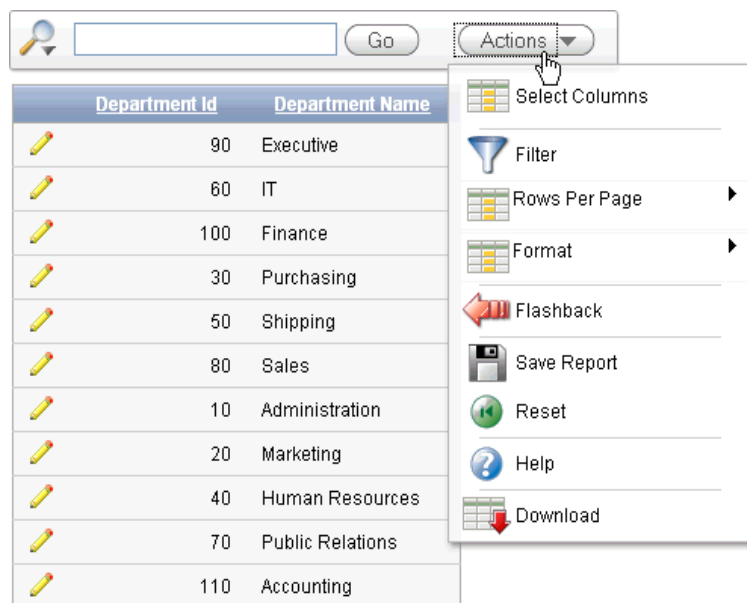 Go
Actions
Department Id Department Name
90 Executive
60 IT
100 Finance
30 Purchasing
50 Shipping
80 Sales
10 Administration
20 Marketing
40 Human Resources
70 Public Relations
110 Accounting
Select Columns
Filter
Rows Per Page
Format
Flashback
Save Report
Reset
Help
Download